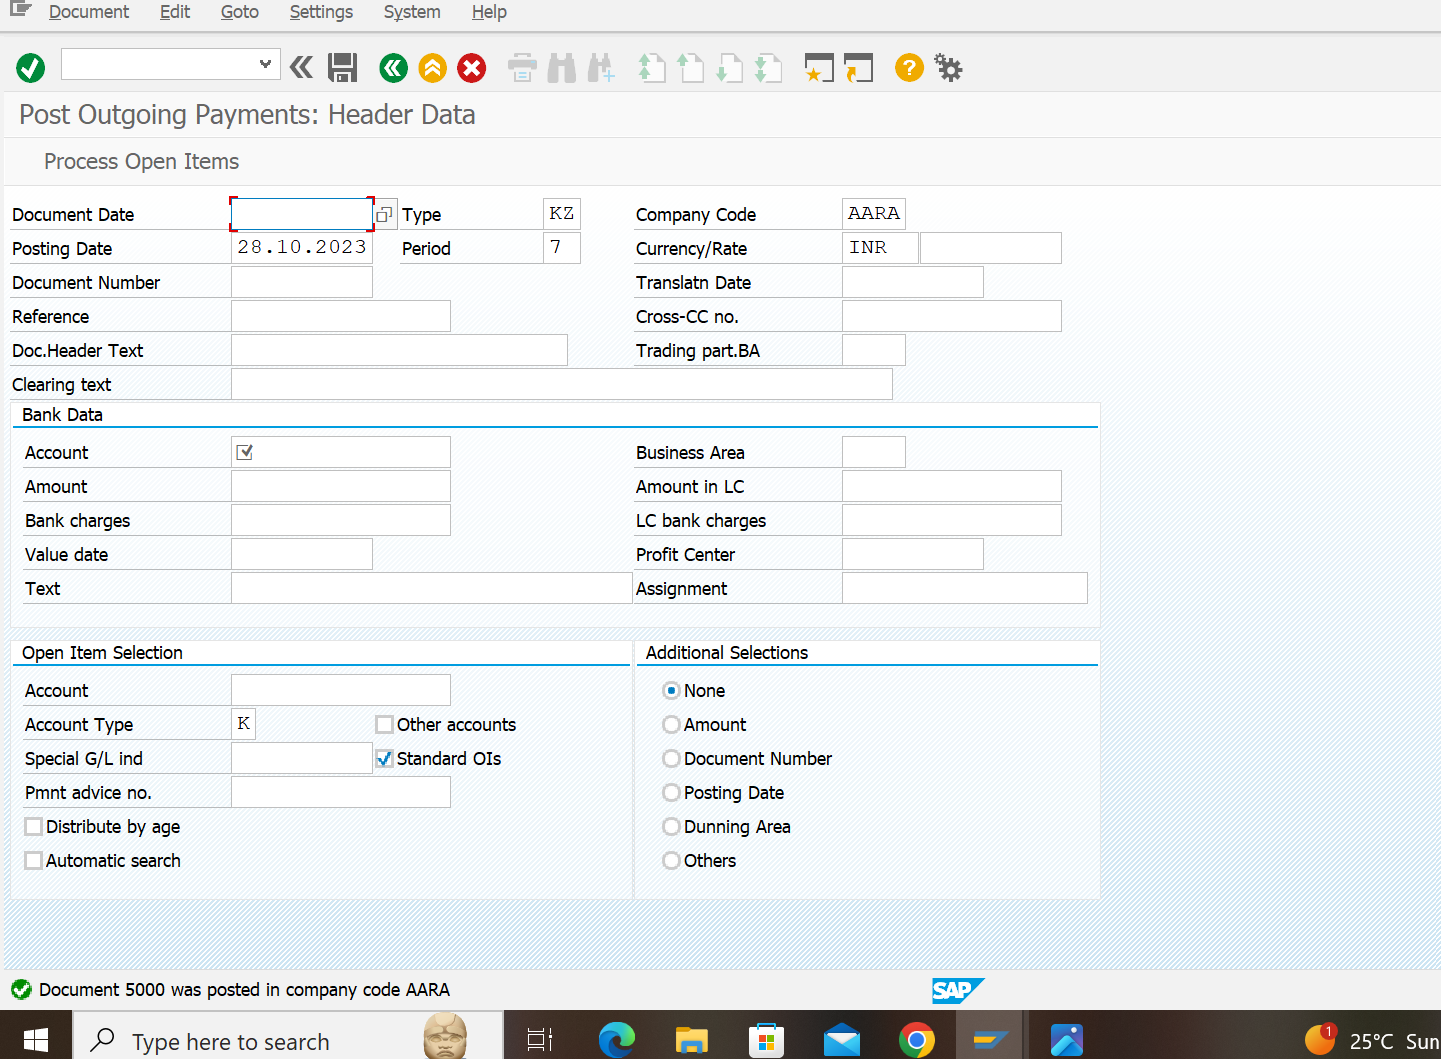 Document Edit Goto Settings System Help
Post Outgoing Payments: Header Data
Process Open Items
Document Date Type KZ Company Code AARA
Posting Date 28.10.2023 Period 7 Currency/Rate INR
Document Number Translatn Date
Reference Cross-CC no.
Doc.Header Text Trading part.BA
Clearing text
Bank Data
Account Business Area
Amount Amount in LC
Bank charges LC bank charges
Value date Profit Center
Text Assignment
Open Item Selection Additional Selections
Account None
Account Type K Other accounts Amount
Special G/L ind Standard OIs Document Number
Pmnt advice no. Posting Date
Distribute by age Dunning Area
Automatic search Others
Document 5000 was posted in company code AARA SAP
Type here to search 1 25°C Sun